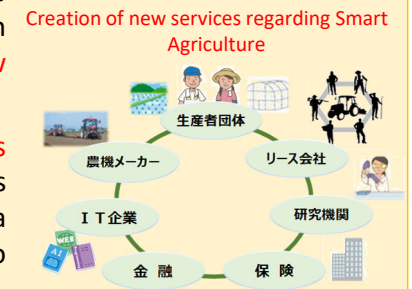 Creation of new services regarding Smart
Agriculture
生産者団体
農機メーカー
リース会社
ＩＴ企業
研究機関
金 融
保 険
WEB
AI